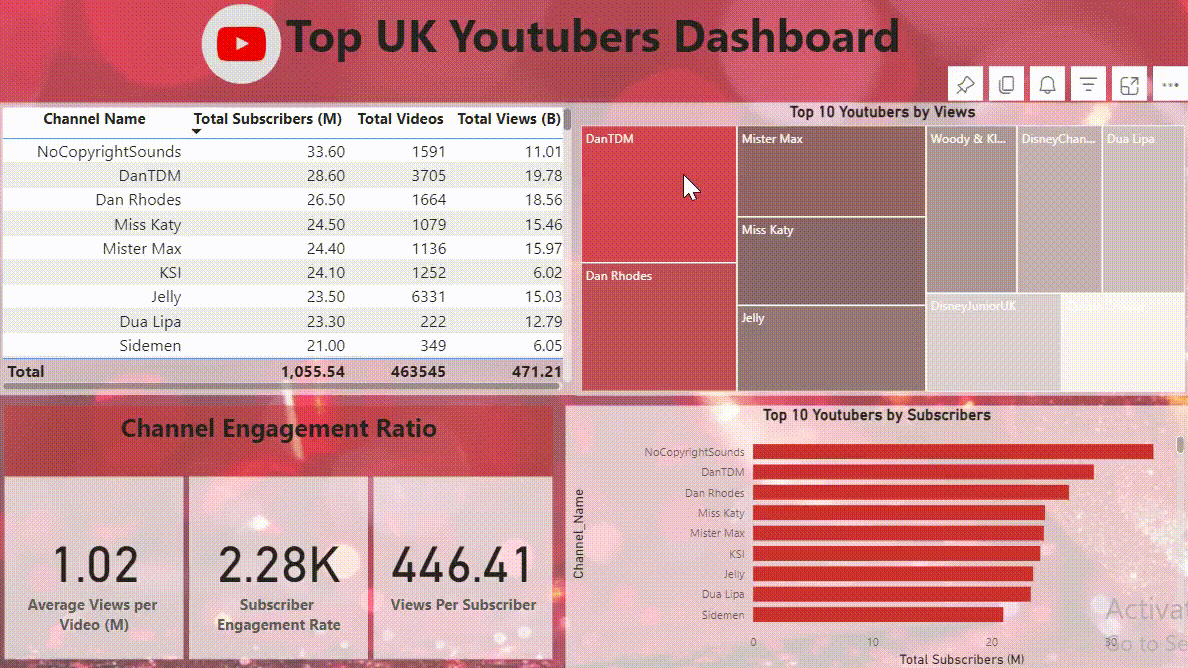 Top UK Youtubers Dashboard
Channel Name Total Subscribers (M) Total Videos Total Views (B)
NoCopyrightSounds 33.60 1591 11.01
DanTDM 28.60 3705 19.78
Dan Rhodes 26.50 1664 18.56
Miss Katy 24.50 1079 15.46
Mister Max 24.40 1136 15.97
KSI 24.10 1252 6.02
Jelly 23.50 6331 15.03
Dua Lipa 23.30 222 12.79
Sidemen 21.00 349 6.05
Total 1,055.54 463545 471.21
Top 10 Youtubers by Views
DanTDM
Dan Rhodes
Mister Max
Miss Katy
Jelly
Woody & Kl...
DisneyChan...
Dua Lipa
DisneyJuniorUK
Channel Engagement Ratio
1.02
Average Views per
Video (M)
2.28K
Subscriber
Engagement Rate
446.41
Views Per Subscriber
Top 10 Youtubers by Subscribers
Channel_Name
NoCopyrightSounds
DanTDM
Dan Rhodes
Miss Katy
Mister Max
KSI
Jelly
Dua Lipa
Sidemen
0 10 20 30
Total Subscribers (M)
Activat
Go to Se